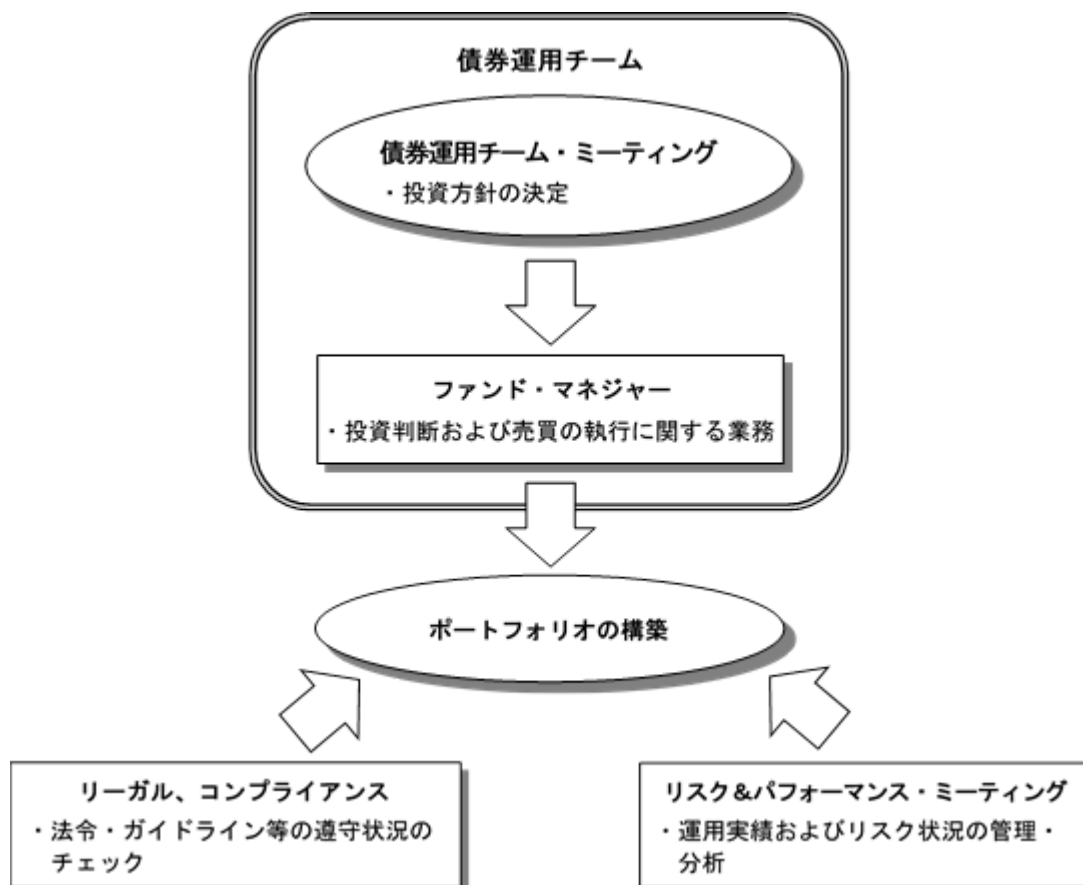 債券運用チーム
債券運用チーム・ミーティング
・投資方針の決定
ファンド・マネジャー
・投資判断および売買の執行に関する業務
ポートフォリオの構築
リーガル、コンプライアンス
・法令・ガイドライン等の遵守状況の
チェック
リスク&パフォーマンス・ミーティング
・運用実績およびリスク状況の管理・
分析